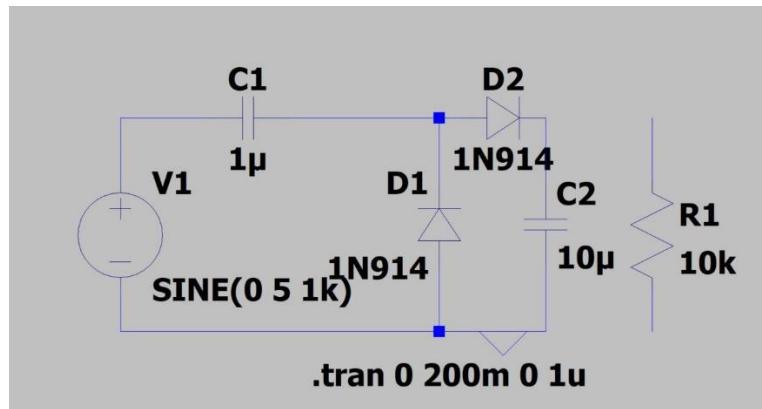 C1
D2
1µ
1N914
V1
D1
C2
R1
1N914
10µ
10k
SINE(0 5 1k)
.tran 0 200m 0 1u